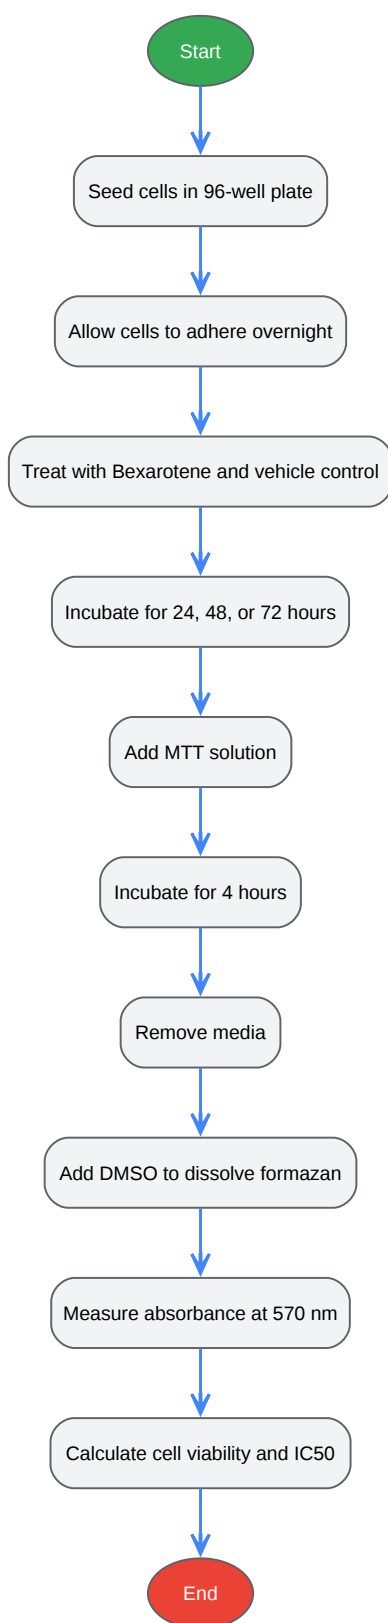 Start
Seed cells in 96-well plate
Allow cells to adhere overnight
Treat with Bexarotene and vehicle control
Incubate for 24, 48, or 72 hours
Add MTT solution
Incubate for 4 hours
Remove media
Add DMSO to dissolve formazan
Measure absorbance at 570 nm
Calculate cell viability and IC50
End